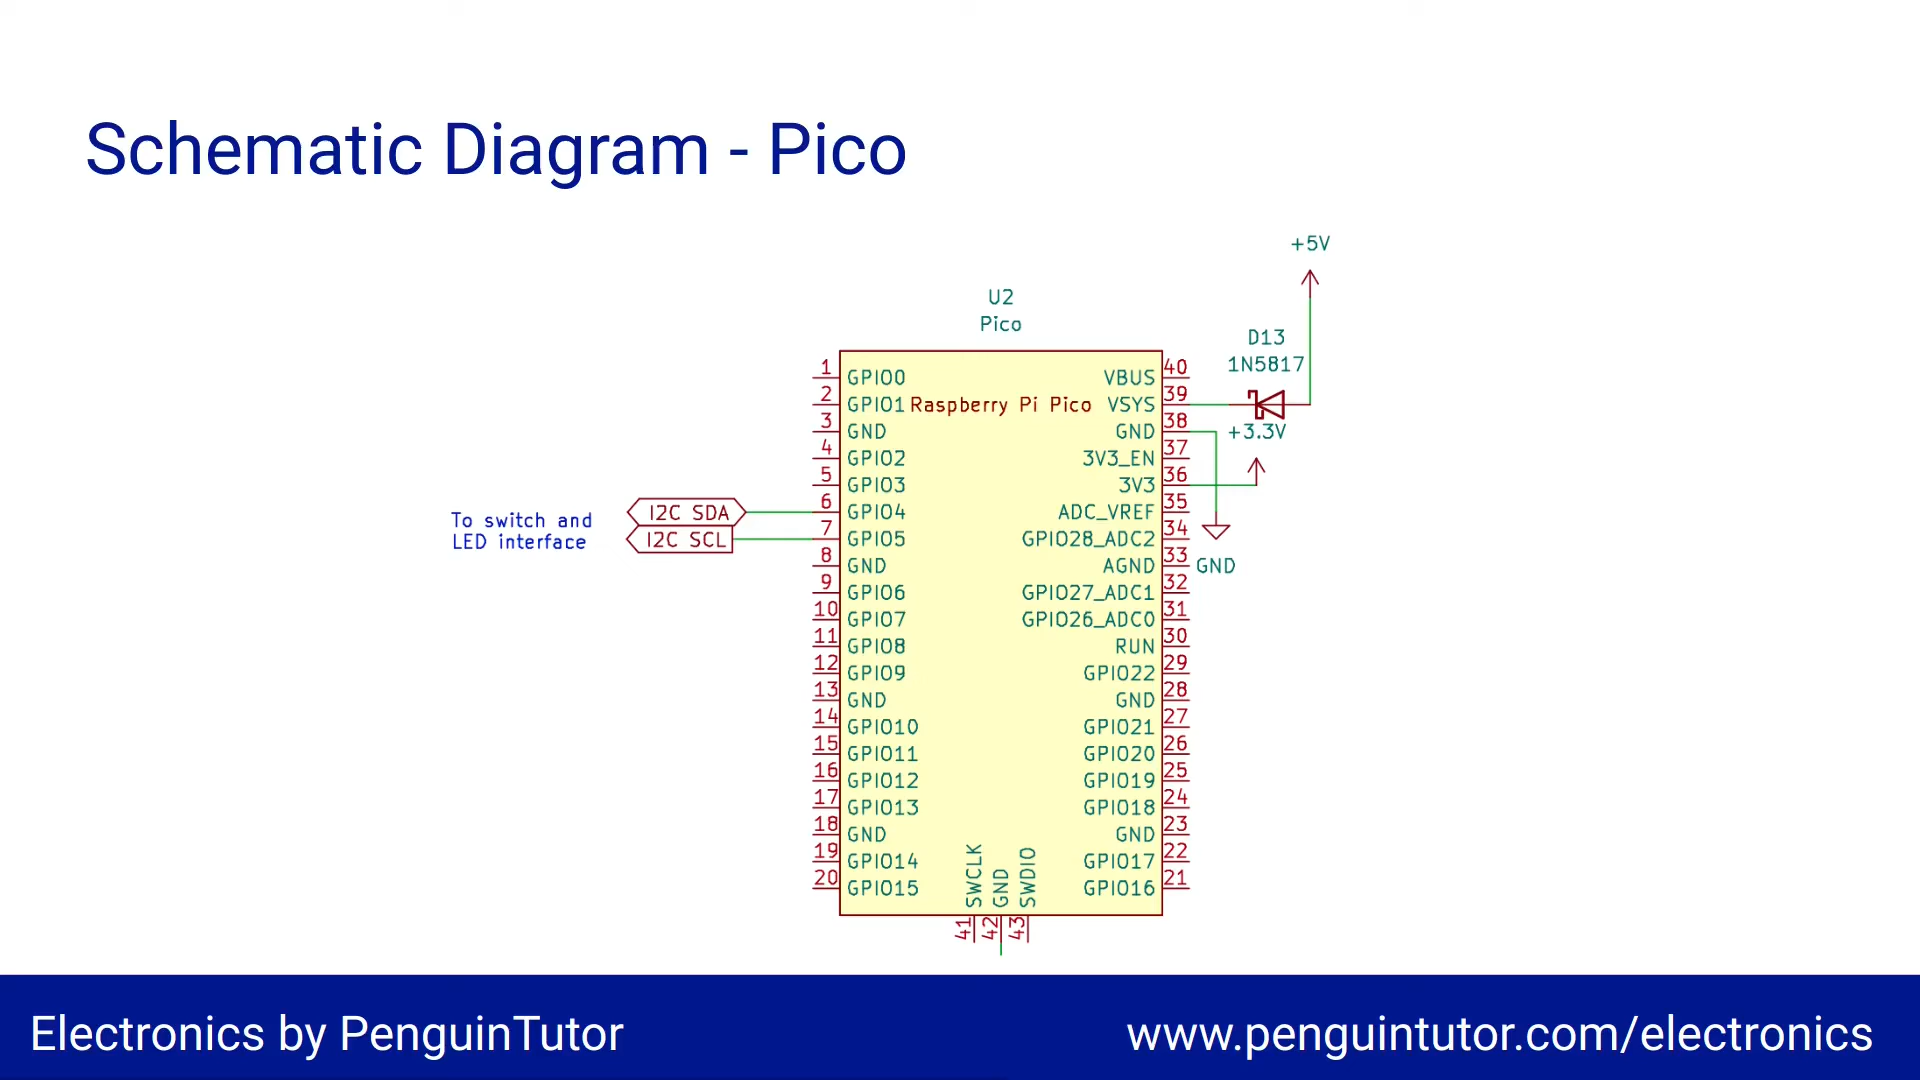 Schematic Diagram - Pico
+5V
U2
Pico
D13
1N5817
1 GPIO0
2 GPIO1
3 GND
4 GPIO2
5 GPIO3
6 GPIO4
7 GPIO5
8 GND
9 GPIO6
10 GPIO7
11 GPIO8
12 GPIO9
13 GND
14 GPIO10
15 GPIO11
16 GPIO12
17 GPIO13
18 GND
19 GPIO14
20 GPIO15
Raspberry Pi Pico
VBUS 40
VSYS 39
GND 38
3V3_EN 37
3V3 36
ADC_VREF 35
GPIO28_ADC2 34
AGND 33
GPIO27_ADC1 32
GPIO26_ADC0 31
RUN 30
GPIO22 29
GND 28
GPIO21 27
GPIO20 26
GPIO19 25
GPIO18 24
GND 23
GPIO17 22
GPIO16 21
+3.3V
GND
To switch and
LED interface
I2C SDA
I2C SCL
SWCLK 41
GND 42
SWDIO 43
Electronics by PenguinTutor
www.penguintutor.com/electronics